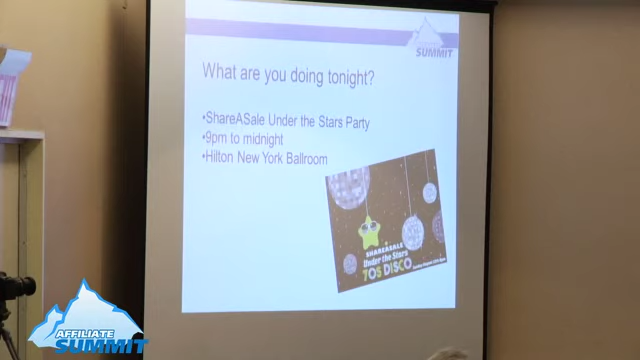 SUMMIT
What are you doing tonight?
•ShareASale Under the Stars Party
•9pm to midnight
•Hilton New York Ballroom
SHAREASALE
Under the Stars
70S DISCO
AFFILIATE
SUMMIT